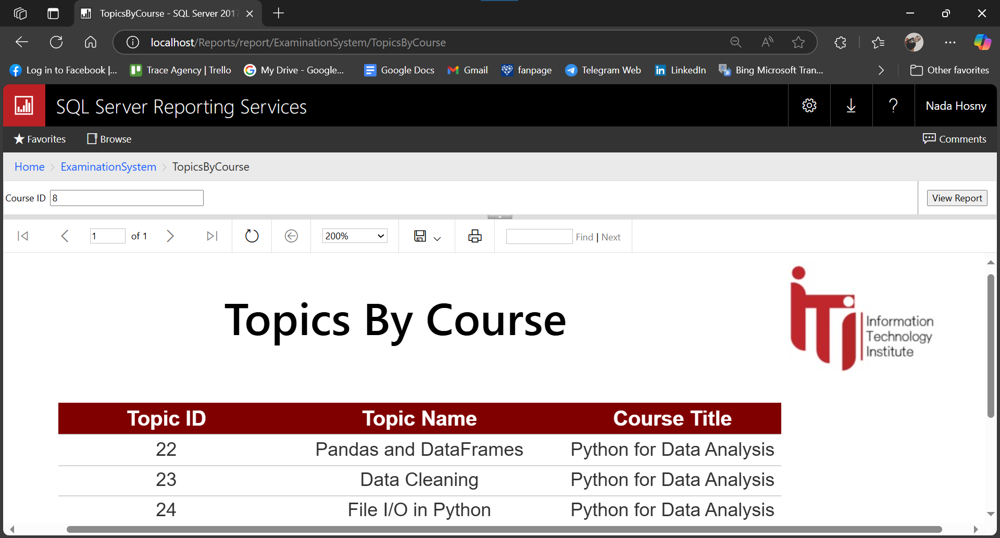 TopicsByCourse - SQL Server 2017
localhost/Reports/report/ExaminationSystem/TopicsByCourse
Log in to Facebook |... Trace Agency | Trello My Drive - Google... Google Docs Gmail fanpage Telegram Web LinkedIn Bing Microsoft Tran... Other favorites
SQL Server Reporting Services ? Nada Hosny
Favorites Browse Comments
Home > ExaminationSystem > TopicsByCourse
Course ID 8 View Report
1 of 1 200% Find | Next
Topics By Course
iTi
Information
Technology
Institute
Topic ID Topic Name Course Title
22 Pandas and DataFrames Python for Data Analysis
23 Data Cleaning Python for Data Analysis
24 File I/O in Python Python for Data Analysis